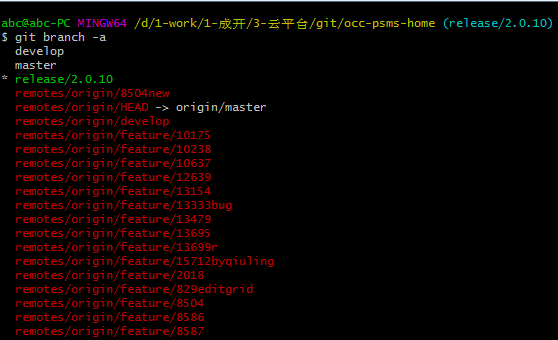 abc@abc-PC MINGW64 /d/1-work/1-成开/3-云平台/git/occ-psms-home (release/2.0.10)
$ git branch -a
develop
master
* release/2.0.10
remotes/origin/8504new
remotes/origin/HEAD -> origin/master
remotes/origin/develop
remotes/origin/feature/10175
remotes/origin/feature/10238
remotes/origin/feature/10637
remotes/origin/feature/12639
remotes/origin/feature/13154
remotes/origin/feature/13333bug
remotes/origin/feature/13479
remotes/origin/feature/13695
remotes/origin/feature/13699r
remotes/origin/feature/15712byqiuling
remotes/origin/feature/2018
remotes/origin/feature/829editgrid
remotes/origin/feature/8504
remotes/origin/feature/8586
remotes/origin/feature/8587